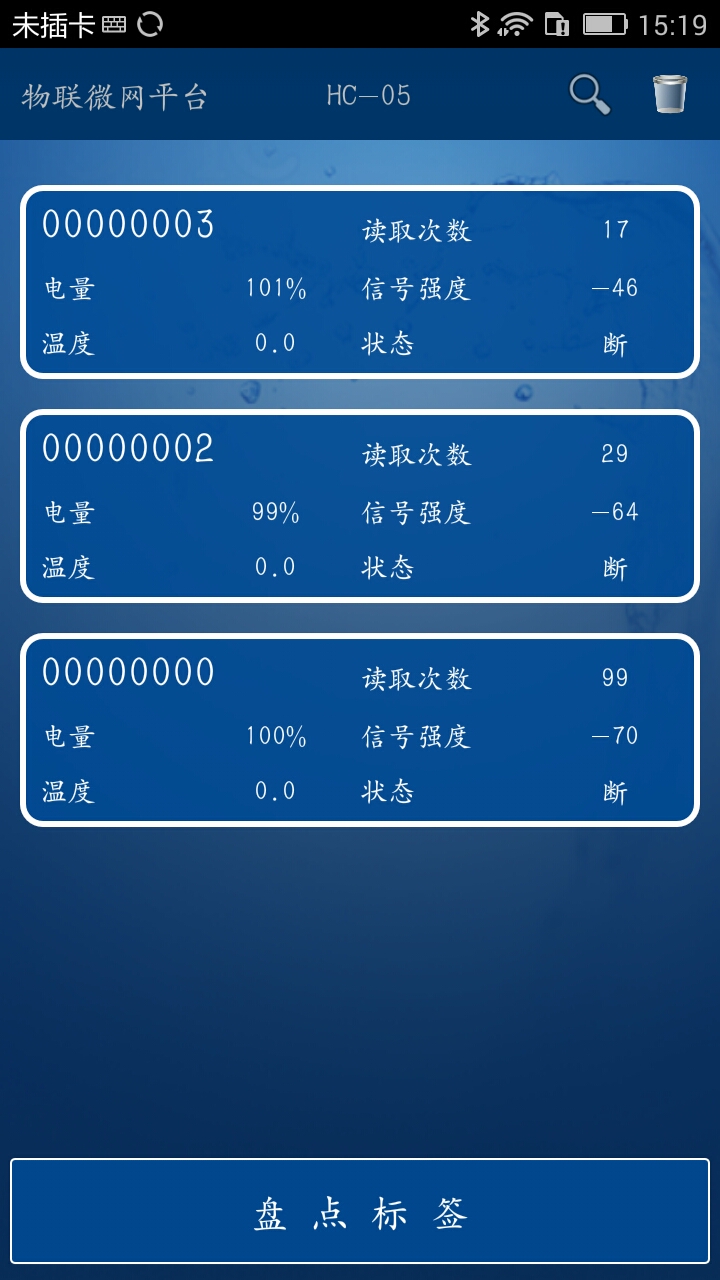 未插卡 15:19
物联微网平台 HC-05
00000003 读取次数 17
电量 101% 信号强度 -46
温度 0.0 状态 断
00000002 读取次数 29
电量 99% 信号强度 -64
温度 0.0 状态 断
00000000 读取次数 99
电量 100% 信号强度 -70
温度 0.0 状态 断
盘点标签